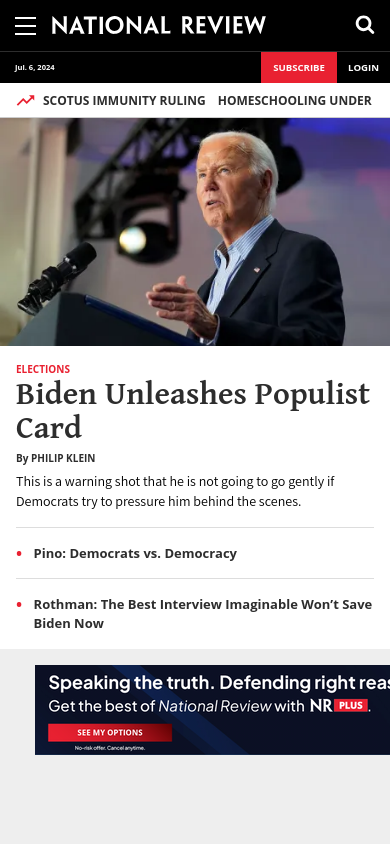 NATIONAL REVIEW
Jul. 6, 2024
SUBSCRIBE
LOGIN
SCOTUS IMMUNITY RULING
HOMESCHOOLING UNDER
ELECTIONS
Biden Unleashes Populist
Card
By PHILIP KLEIN
This is a warning shot that he is not going to go gently if
Democrats try to pressure him behind the scenes.
• Pino: Democrats vs. Democracy
• Rothman: The Best Interview Imaginable Won’t Save
Biden Now
Speaking the truth. Defending right reas
Get the best of National Review with NR PLUS.
SEE MY OPTIONS
No-risk offer. Cancel anytime.